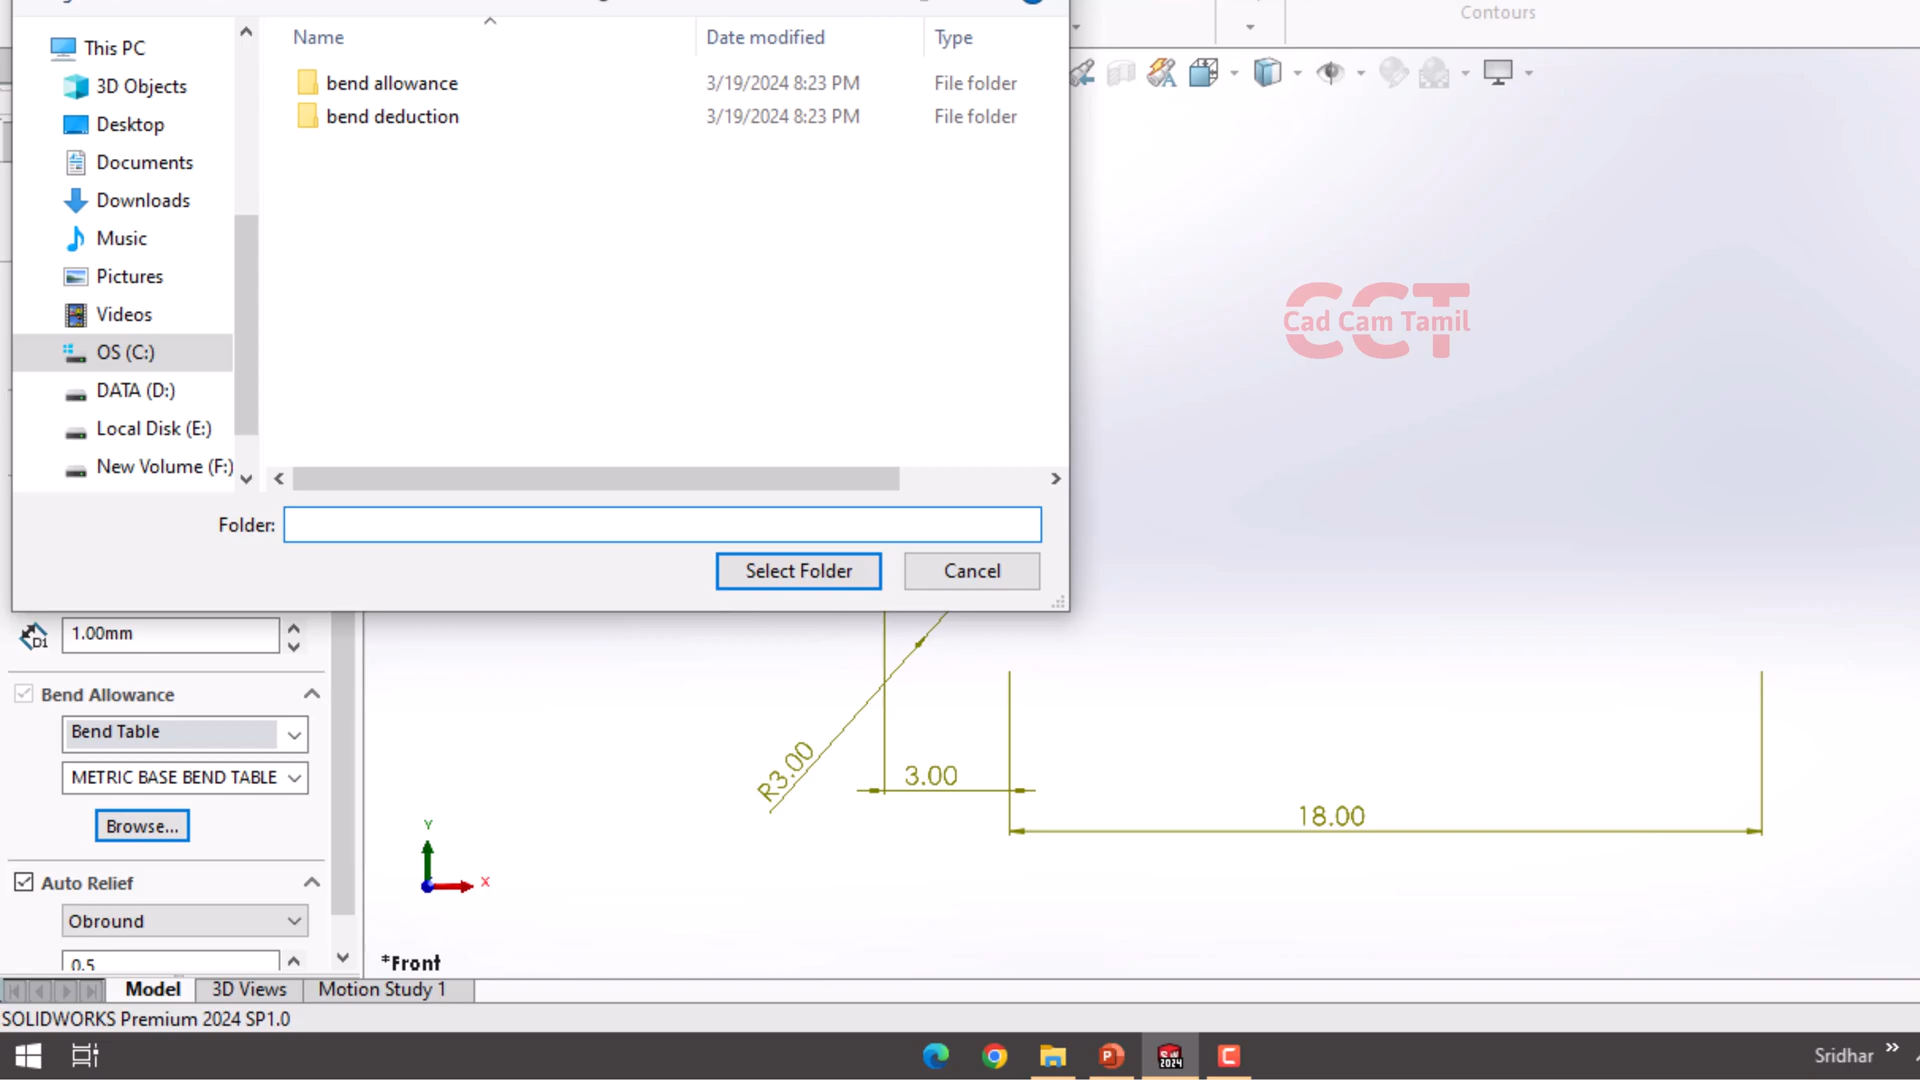 Contours
Name
Date modified
Type
This PC
3D Objects
Desktop
Documents
Downloads
Music
Pictures
Videos
OS (C:)
DATA (D:)
Local Disk (E:)
New Volume (F:)
bend allowance
3/19/2024 8:23 PM
File folder
bend deduction
3/19/2024 8:23 PM
File folder
CCT
Cad Cam Tamil
Folder:
Select Folder
Cancel
D1
1.00mm
Bend Allowance
Bend Table
METRIC BASE BEND TABLE
Browse...
Auto Relief
Obround
0.5
R3.00
3.00
18.00
Y
X
*Front
Model
3D Views
Motion Study 1
SOLIDWORKS Premium 2024 SP1.0
SW
2024
Sridhar